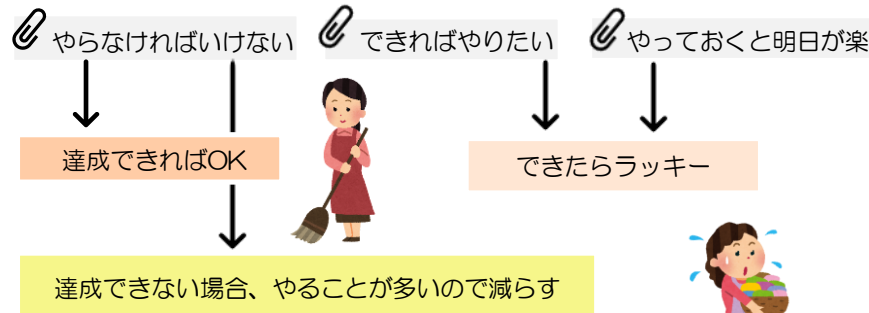 やらなければいけない
できればやりたい
やっておくと明日が楽
達成できればOK
できたらラッキー
達成できない場合、やることが多いので減らす